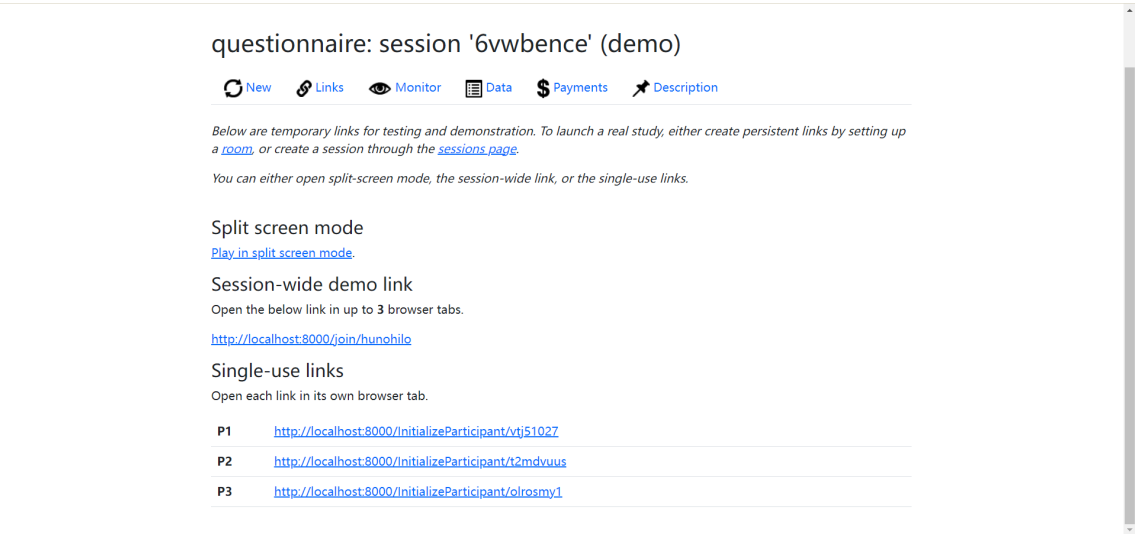 questionnaire: session '6vwbence' (demo)
New Links Monitor Data Payments Description
Below are temporary links for testing and demonstration. To launch a real study, either create persistent links by setting up
a room, or create a session through the sessions page.
You can either open split-screen mode, the session-wide link, or the single-use links.
Split screen mode
Play in split screen mode.
Session-wide demo link
Open the below link in up to 3 browser tabs.
http://localhost:8000/join/hunohilo
Single-use links
Open each link in its own browser tab.
P1 http://localhost:8000/InitializeParticipant/vtj51027
P2 http://localhost:8000/InitializeParticipant/t2mdvuus
P3 http://localhost:8000/InitializeParticipant/olrosmy1